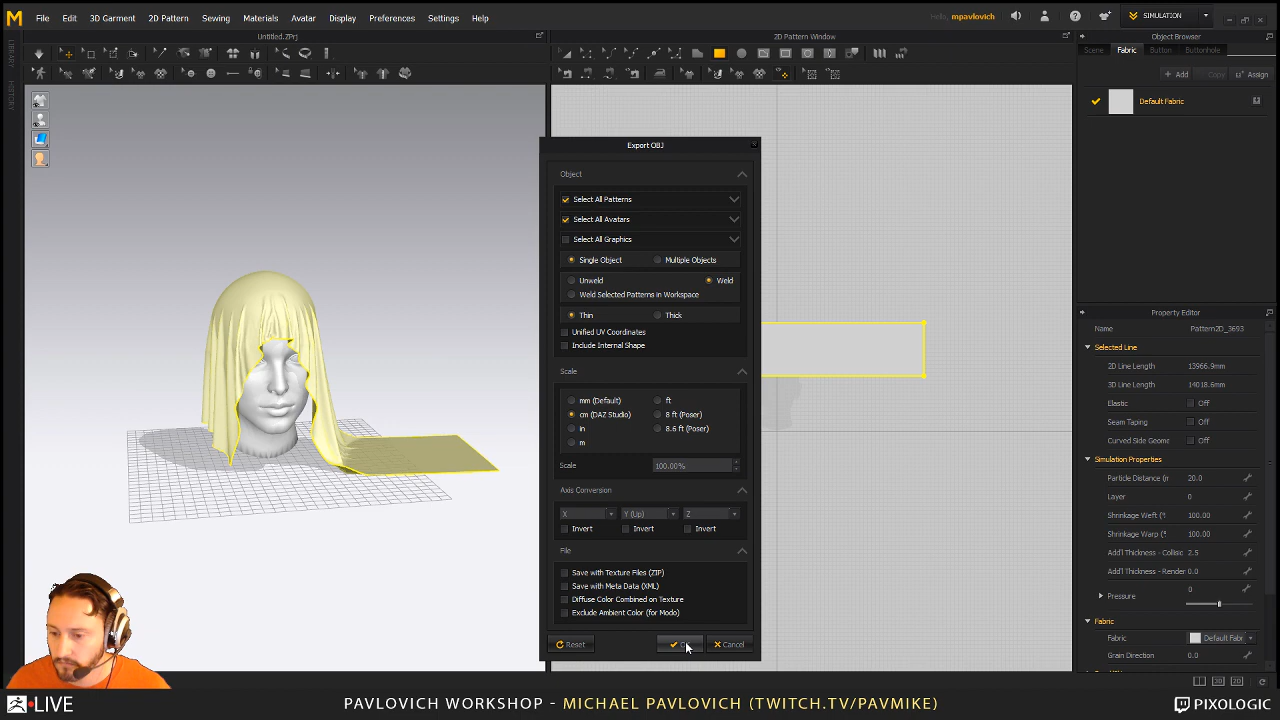 M File Edit 3D Garment 2D Pattern Sewing Materials Avatar Display Preferences Settings Help
Hello, mpavlovich
SIMULATION
Untitled.ZPrj
2D Pattern Window
Object Browser
LIBRARY
HISTORY
Scene Fabric Button Buttonhole
+ Add Copy Assign
Default Fabric
Export OBJ
Object
Select All Patterns
Select All Avatars
Select All Graphics
Single Object Multiple Objects
Unweld Weld
Weld Selected Patterns in Workspace
Thin Thick
Unified UV Coordinates
Include Internal Shape
Scale
mm (Default) ft
cm (DAZ Studio) 8 ft (Poser)
in 8.6 ft (Poser)
m
Scale 100.00%
Axis Conversion
X Y (Up) Z
Invert Invert Invert
File
Save with Texture Files (ZIP)
Save with Meta Data (XML)
Diffuse Color Combined on Texture
Exclude Ambient Color (for Modo)
Reset Cancel
Property Editor
Name Pattern2D_3693
Selected Line
2D Line Length 13966.9mm
3D Line Length 14018.6mm
Elastic Off
Seam Taping Off
Curved Side Geome Off
Simulation Properties
Particle Distance (r 20.0
Layer 0
Shrinkage Weft (% 100.00
Shrinkage Warp (% 100.00
Add'l Thickness - Collisic 2.5
Add'l Thickness - Render 0.0
Pressure 0
Fabric
Fabric Default Fabr
Grain Direction 0.0
3D 2D
LIVE
PAVLOVICH WORKSHOP - MICHAEL PAVLOVICH (TWITCH.TV/PAVMIKE)
PIXOLOGIC